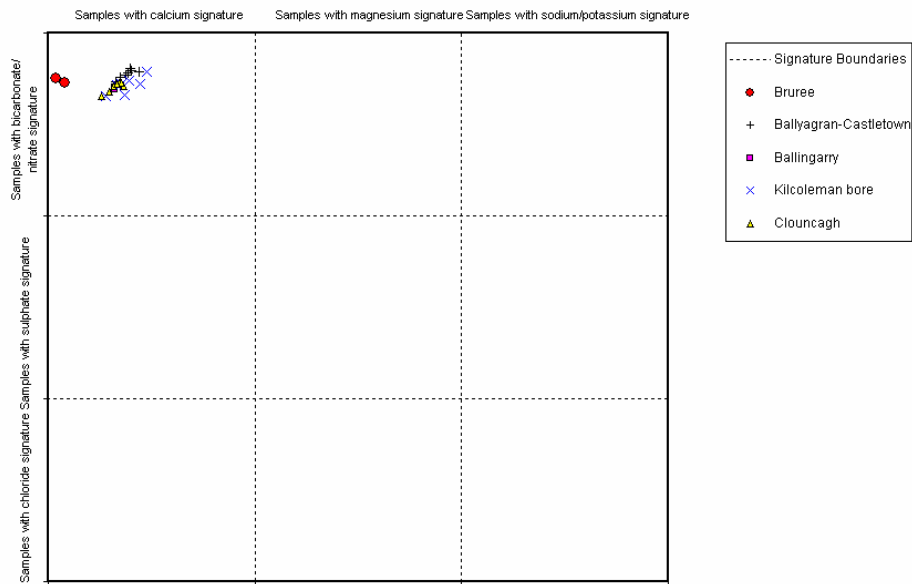 Samples with calcium signature
Samples with magnesium signature
Samples with sodium/potassium signature
Samples with bicarbonate/
nitrate signature
Samples with sulphate signature
Samples with chloride signature
Signature Boundaries
Bruree
Ballyagran-Castletown
Ballingarry
Kilcoleman bore
Clouncagh